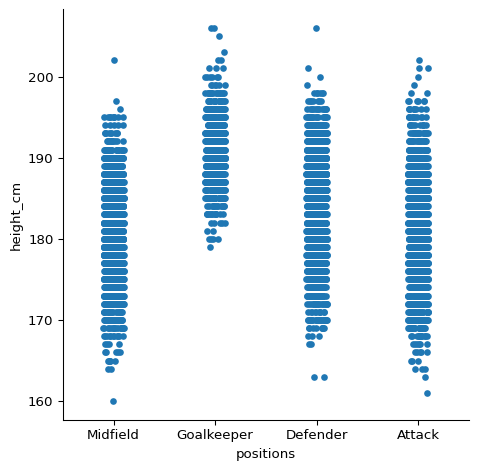 height_cm
200
190
180
170
160
Midfield Goalkeeper Defender Attack
positions